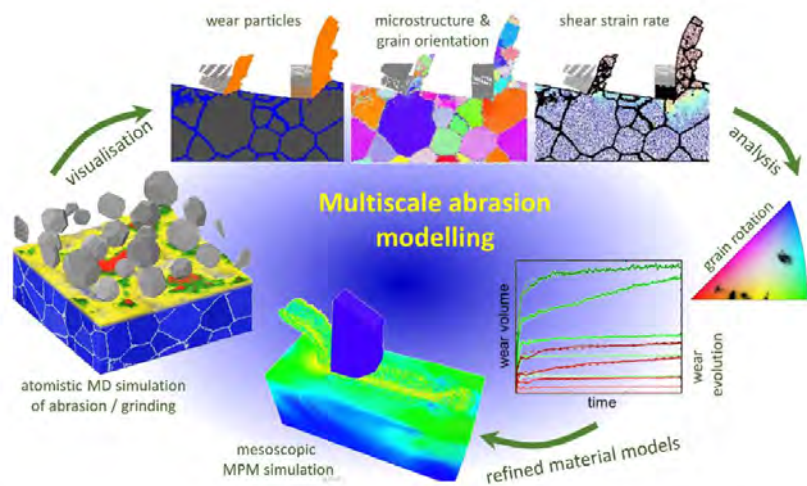 wear particles
microstructure &
grain orientation
shear strain rate
visualisation
analysis
Multiscale abrasion
modelling
grain rotation
wear volume
time
wear
evolution
atomistic MD simulation
of abrasion / grinding
mesoscopic
MPM simulation
refined material models